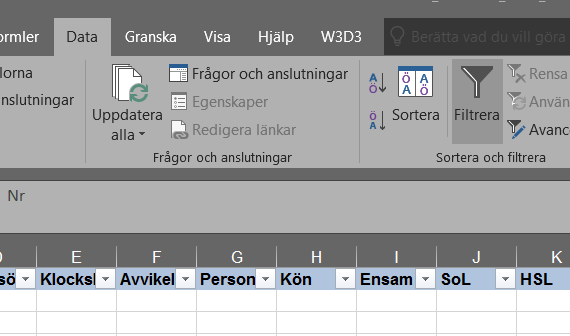 ormler Data Granska Visa Hjälp W3D3 Berätta vad du vill göra
lorna
nslutningar
Uppdatera
alla
Frågor och anslutningar
Egenskaper
Redigera länkar
Frågor och anslutningar
A
Ö
Ö
A
Ö A
A Ö
Sortera
Filtrera
Rensa
Använ
Avance
Sortera och filtrera
Nr
E F G H I J K
sö Klocksl Avvikel Person Kön Ensam SoL HSL